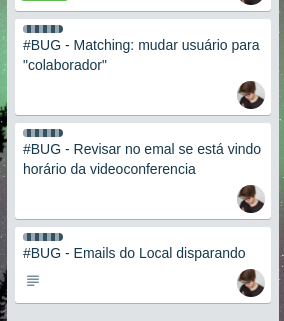 #BUG - Matching: mudar usuário para
"colaborador"
#BUG - Revisar no emal se está vindo
horário da videoconferencia
#BUG - Emails do Local disparando